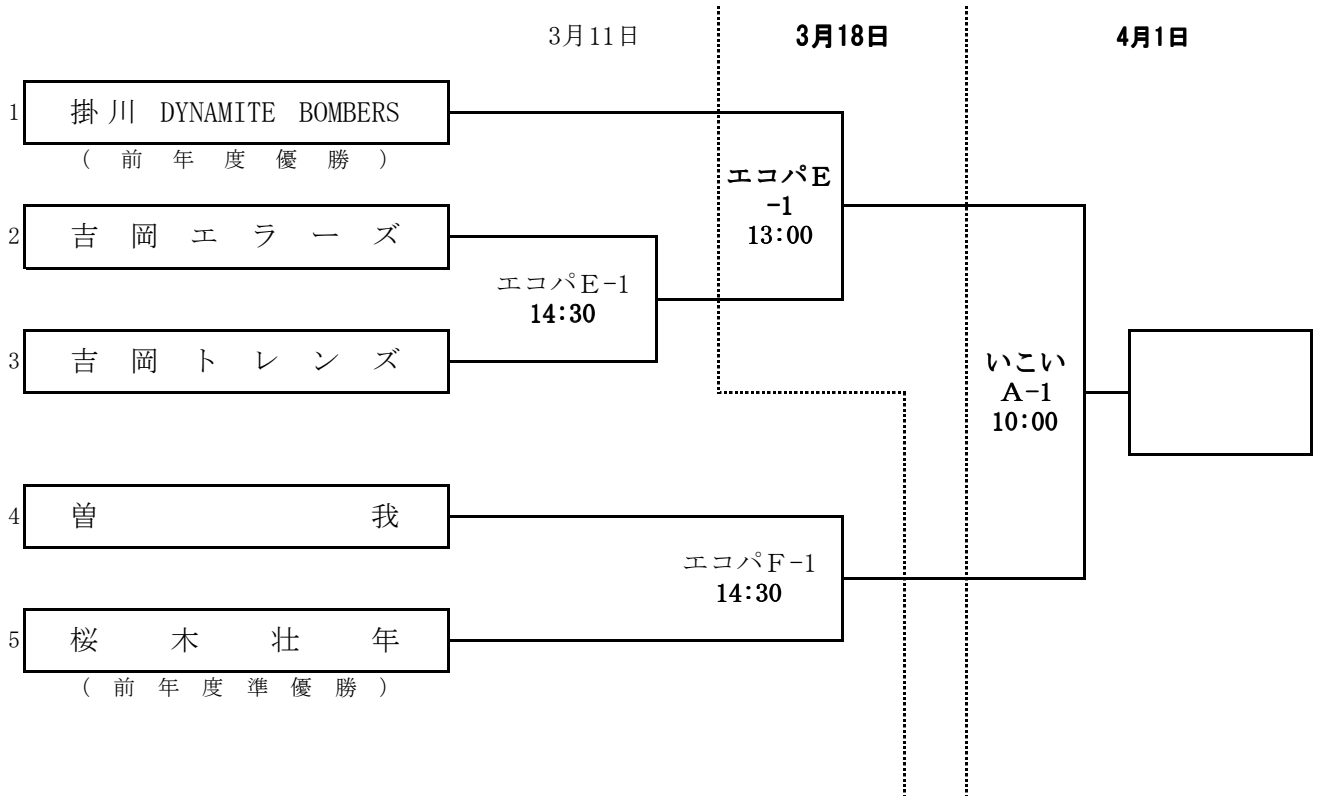 3月11日 3月18日 4月1日
1 掛川 DYNAMITE BOMBERS
(前年度優勝)
エコパE
-1
13:00
2 吉岡エラーズ
エコパE-1
14:30
3 吉岡トレンズ
いこい
A-1
10:00
4 曽我
エコパF-1
14:30
5 桜木壮年
(前年度準優勝)